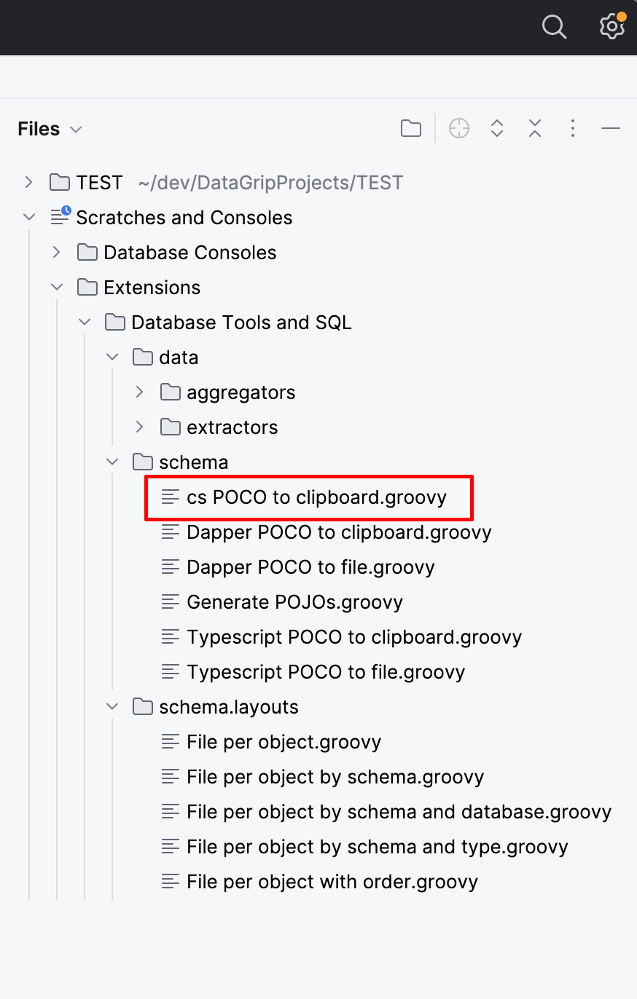 Files
TEST ~/dev/DataGripProjects/TEST
Scratches and Consoles
Database Consoles
Extensions
Database Tools and SQL
data
aggregators
extractors
schema
cs POCO to clipboard.groovy
Dapper POCO to clipboard.groovy
Dapper POCO to file.groovy
Generate POJOs.groovy
Typescript POCO to clipboard.groovy
Typescript POCO to file.groovy
schema.layouts
File per object.groovy
File per object by schema.groovy
File per object by schema and database.groovy
File per object by schema and type.groovy
File per object with order.groovy